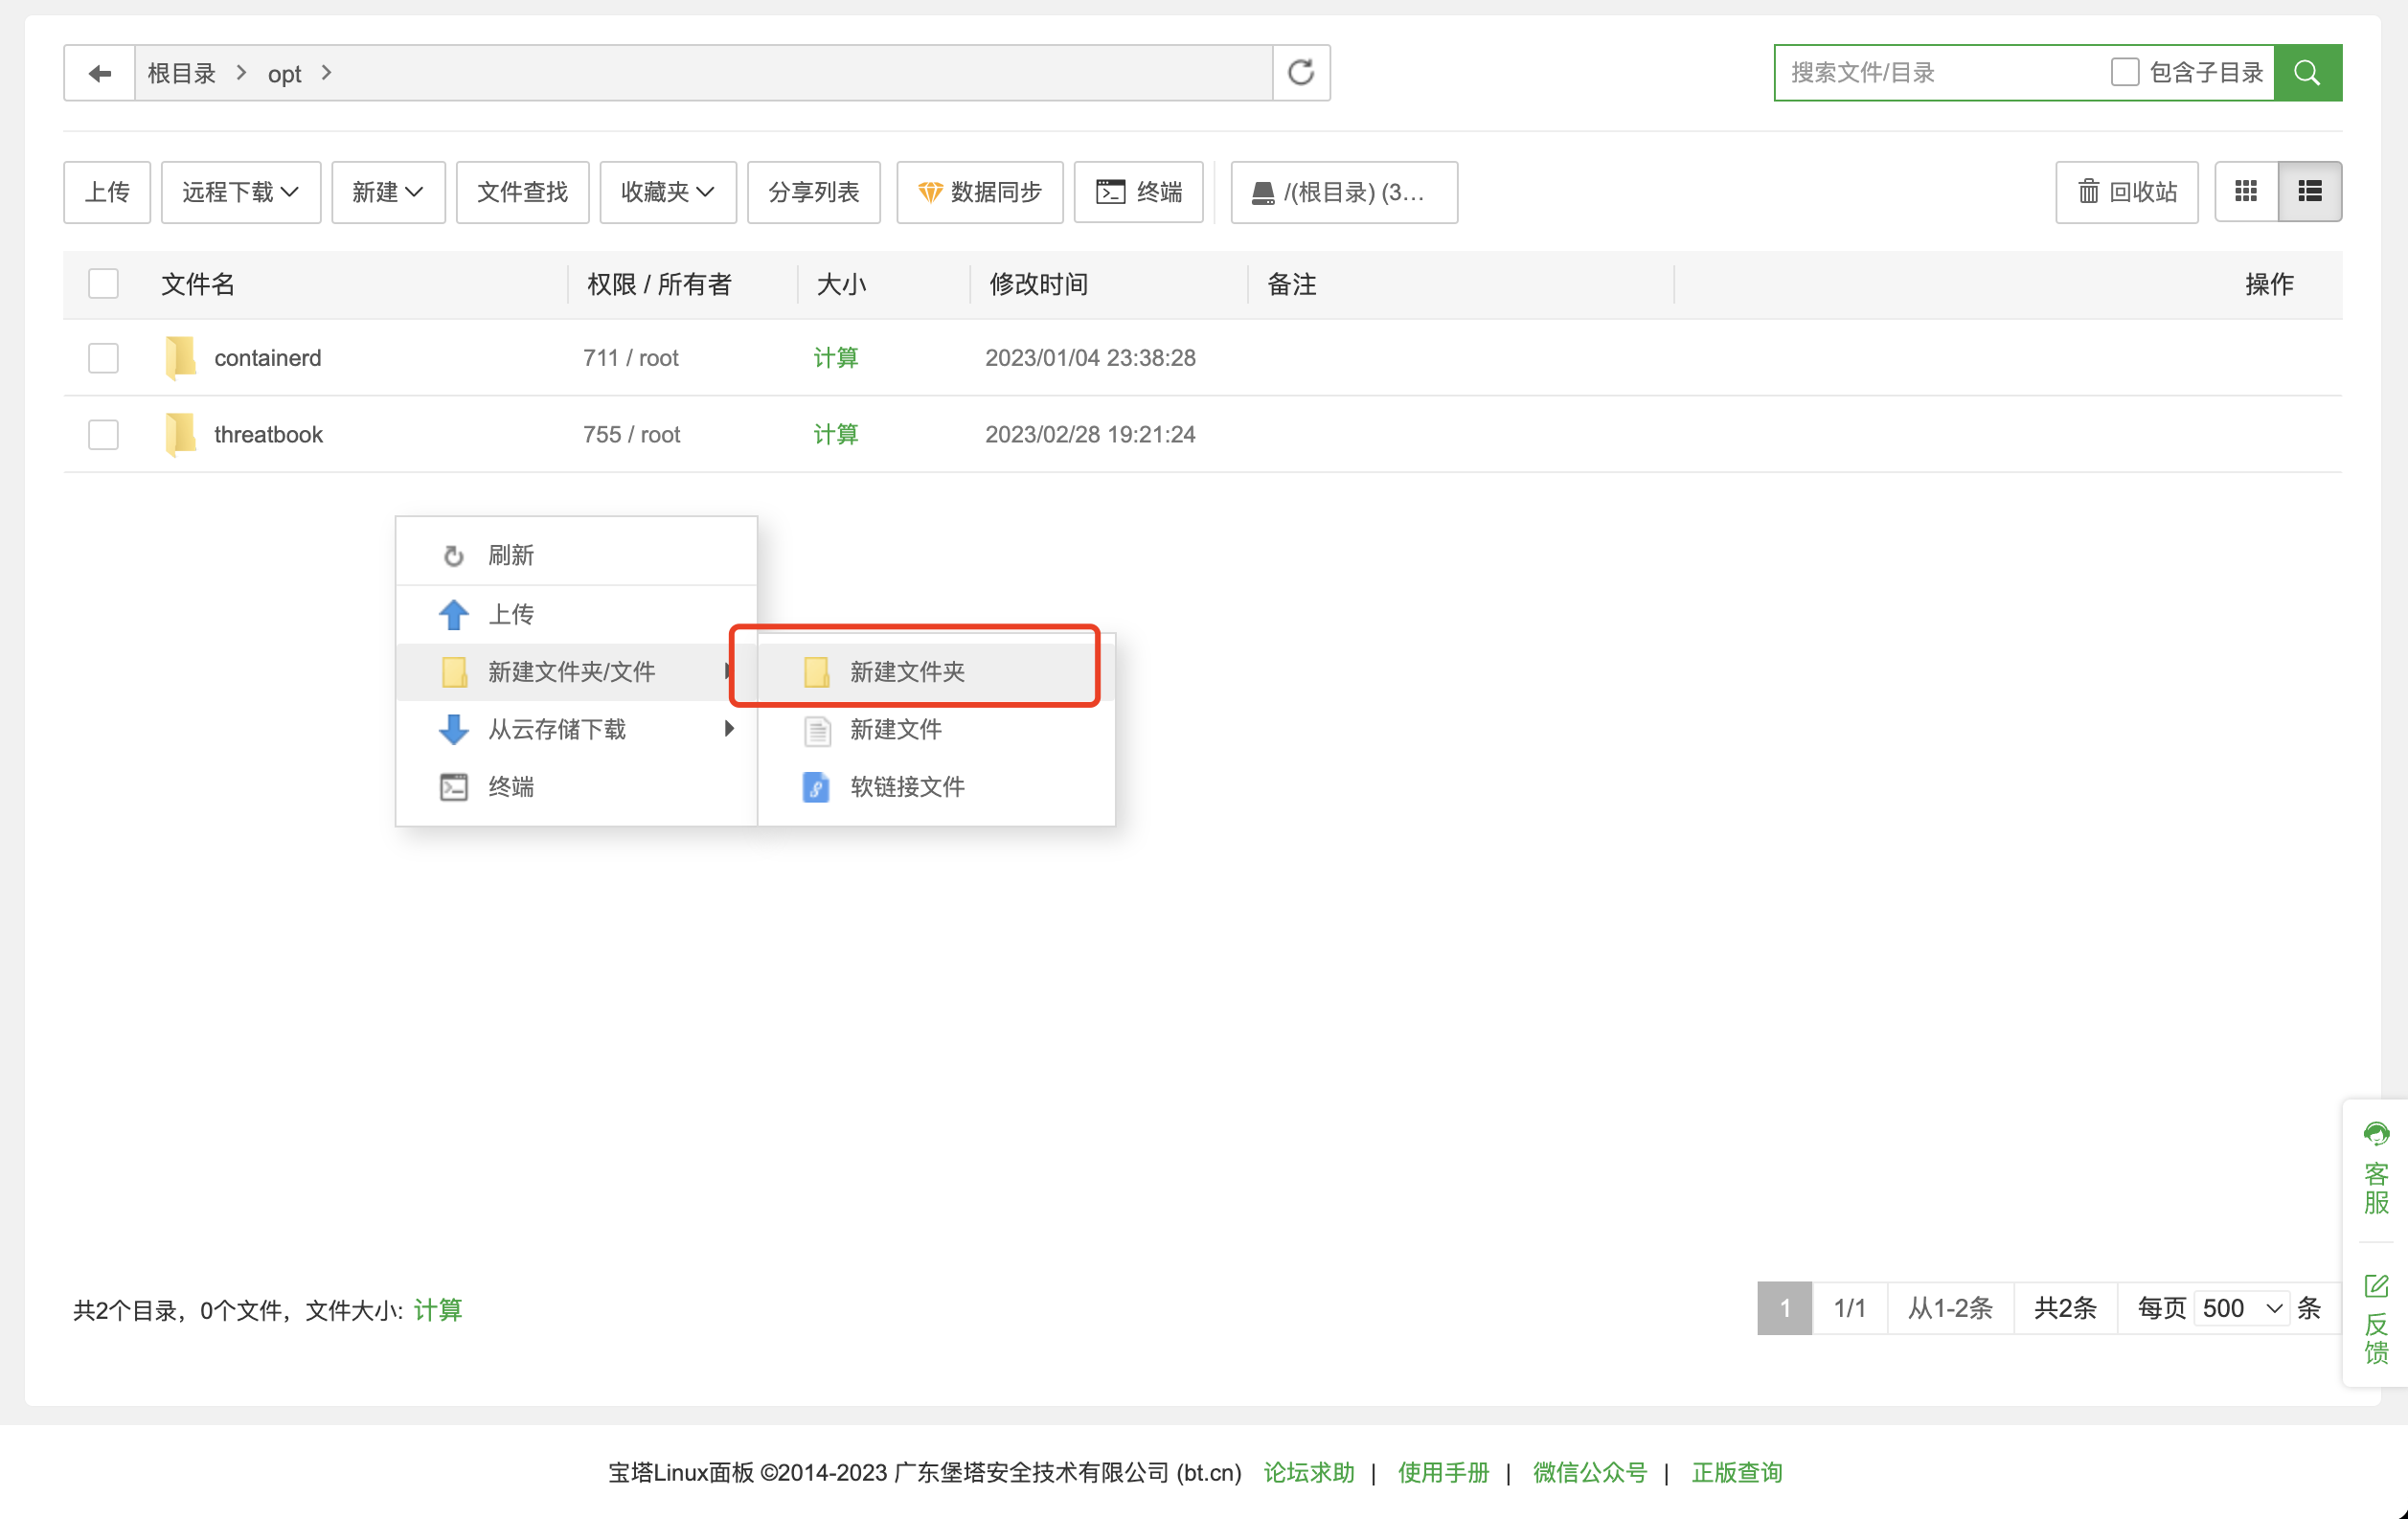 根目录 > opt >
搜索文件/目录 包含子目录
上传 远程下载 新建 文件查找 收藏夹 分享列表 数据同步 终端 /(根目录) (3... 回收站
文件名 权限 / 所有者 大小 修改时间 备注 操作
containerd 711 / root 计算 2023/01/04 23:38:28
threatbook 755 / root 计算 2023/02/28 19:21:24
刷新
上传
新建文件夹/文件 新建文件夹
从云存储下载 新建文件
终端 软链接文件
客服
反馈
共2个目录，0个文件，文件大小: 计算
1 1/1 从1-2条 共2条 每页 500 条
宝塔Linux面板 ©2014-2023 广东堡塔安全技术有限公司 (bt.cn) 论坛求助 | 使用手册 | 微信公众号 | 正版查询